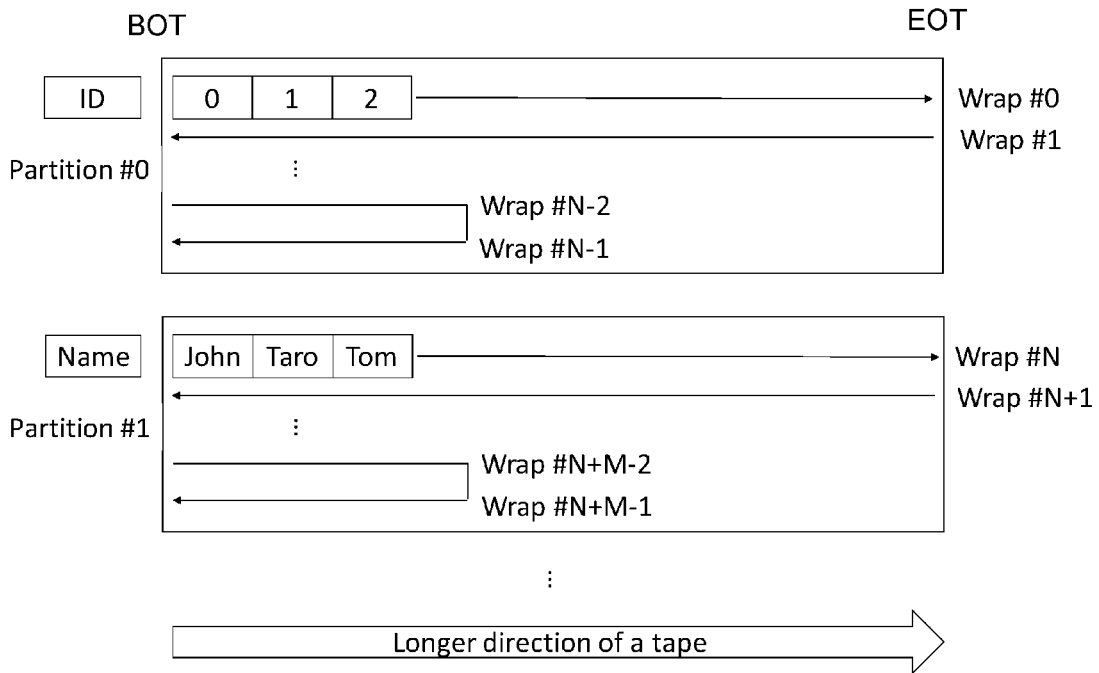 BOT
EOT
ID 0 1 2 Wrap #0
Wrap #1
Partition #0
⋮
Wrap #N-2
Wrap #N-1
Name John Taro Tom Wrap #N
Wrap #N+1
Partition #1
⋮
Wrap #N+M-2
Wrap #N+M-1
⋮
Longer direction of a tape